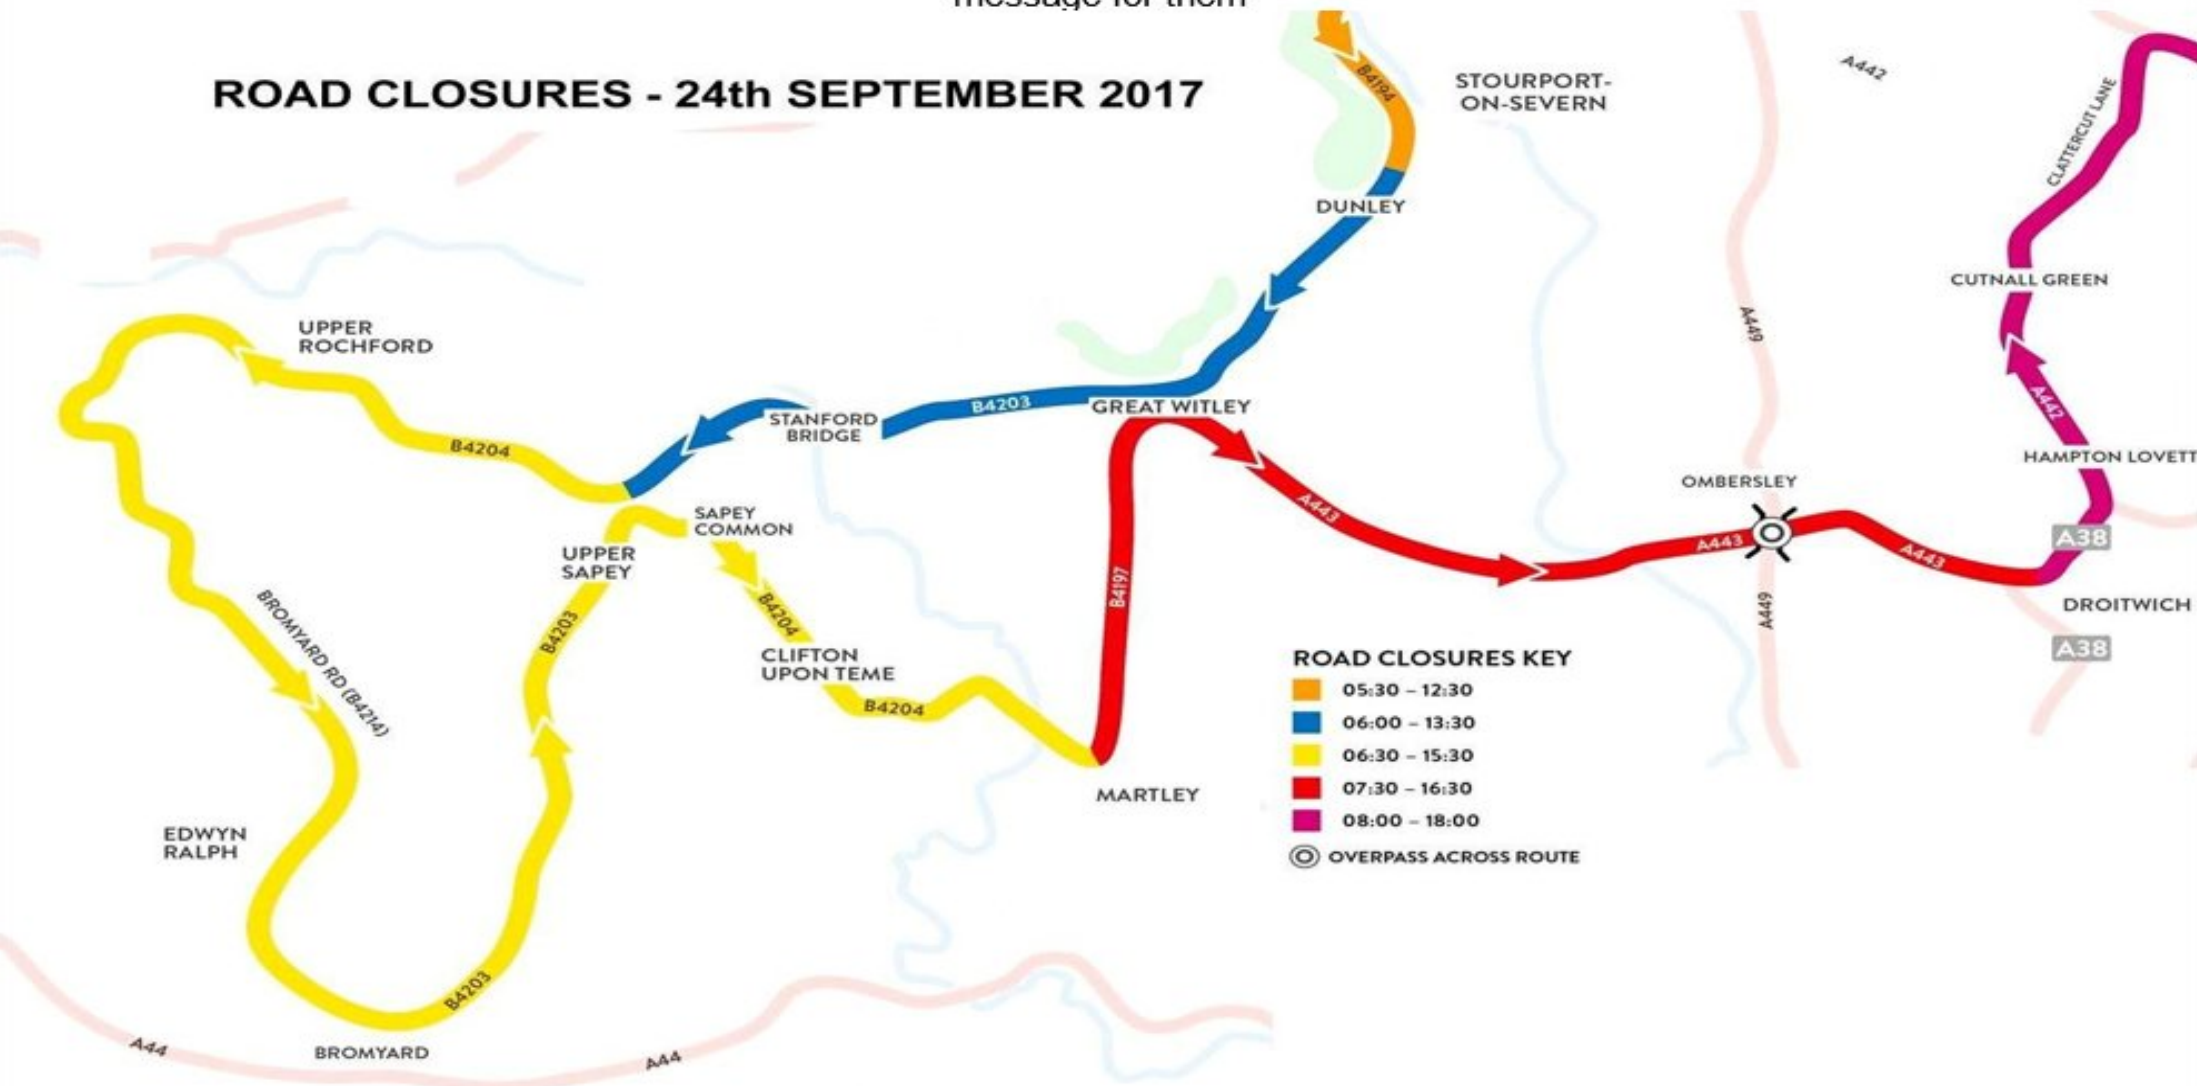 message for them
ROAD CLOSURES - 24th SEPTEMBER 2017
B4194
STOURPORT-
ON-SEVERN
A442
CLATTERCUT LANE
DUNLEY
CUTNALL GREEN
A449
UPPER
ROCHFORD
B4203
GREAT WITLEY
STANFORD
BRIDGE
B4204
A442
HAMPTON LOVETT
OMBERSLEY
A443
A443
A443
A38
SAPEY
COMMON
UPPER
SAPEY
B4197
B4203
B4204
BROMYARD RD (B4214)
A449
DROITWICH
A38
CLIFTON
UPON TEME
B4204
ROAD CLOSURES KEY
05:30 – 12:30
06:00 – 13:30
06:30 – 15:30
07:30 – 16:30
08:00 – 18:00
OVERPASS ACROSS ROUTE
MARTLEY
EDWYN
RALPH
B4203
A44
BROMYARD
A44